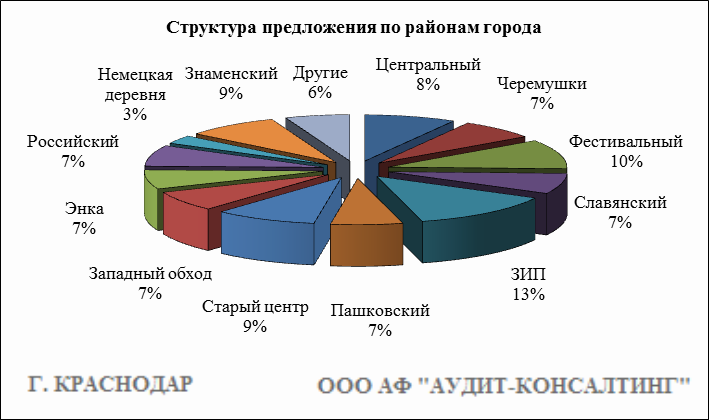 Структура предложения по районам города
Центральный
8%
Черемушки
7%
Фестивальный
10%
Славянский
7%
ЗИП
13%
Пашковский
7%
Старый центр
9%
Западный обход
7%
Энка
7%
Российский
7%
Немецкая
деревня
3%
Знаменский
9%
Другие
6%
Г. КРАСНОДАР
ООО АФ "АУДИТ-КОНСАЛТИНГ"